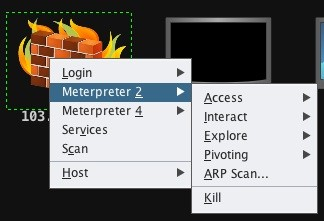 103.
Login
Meterpreter 2
Meterpreter 4
Services
Scan
Host
Access
Interact
Explore
Pivoting
ARP Scan...
Kill